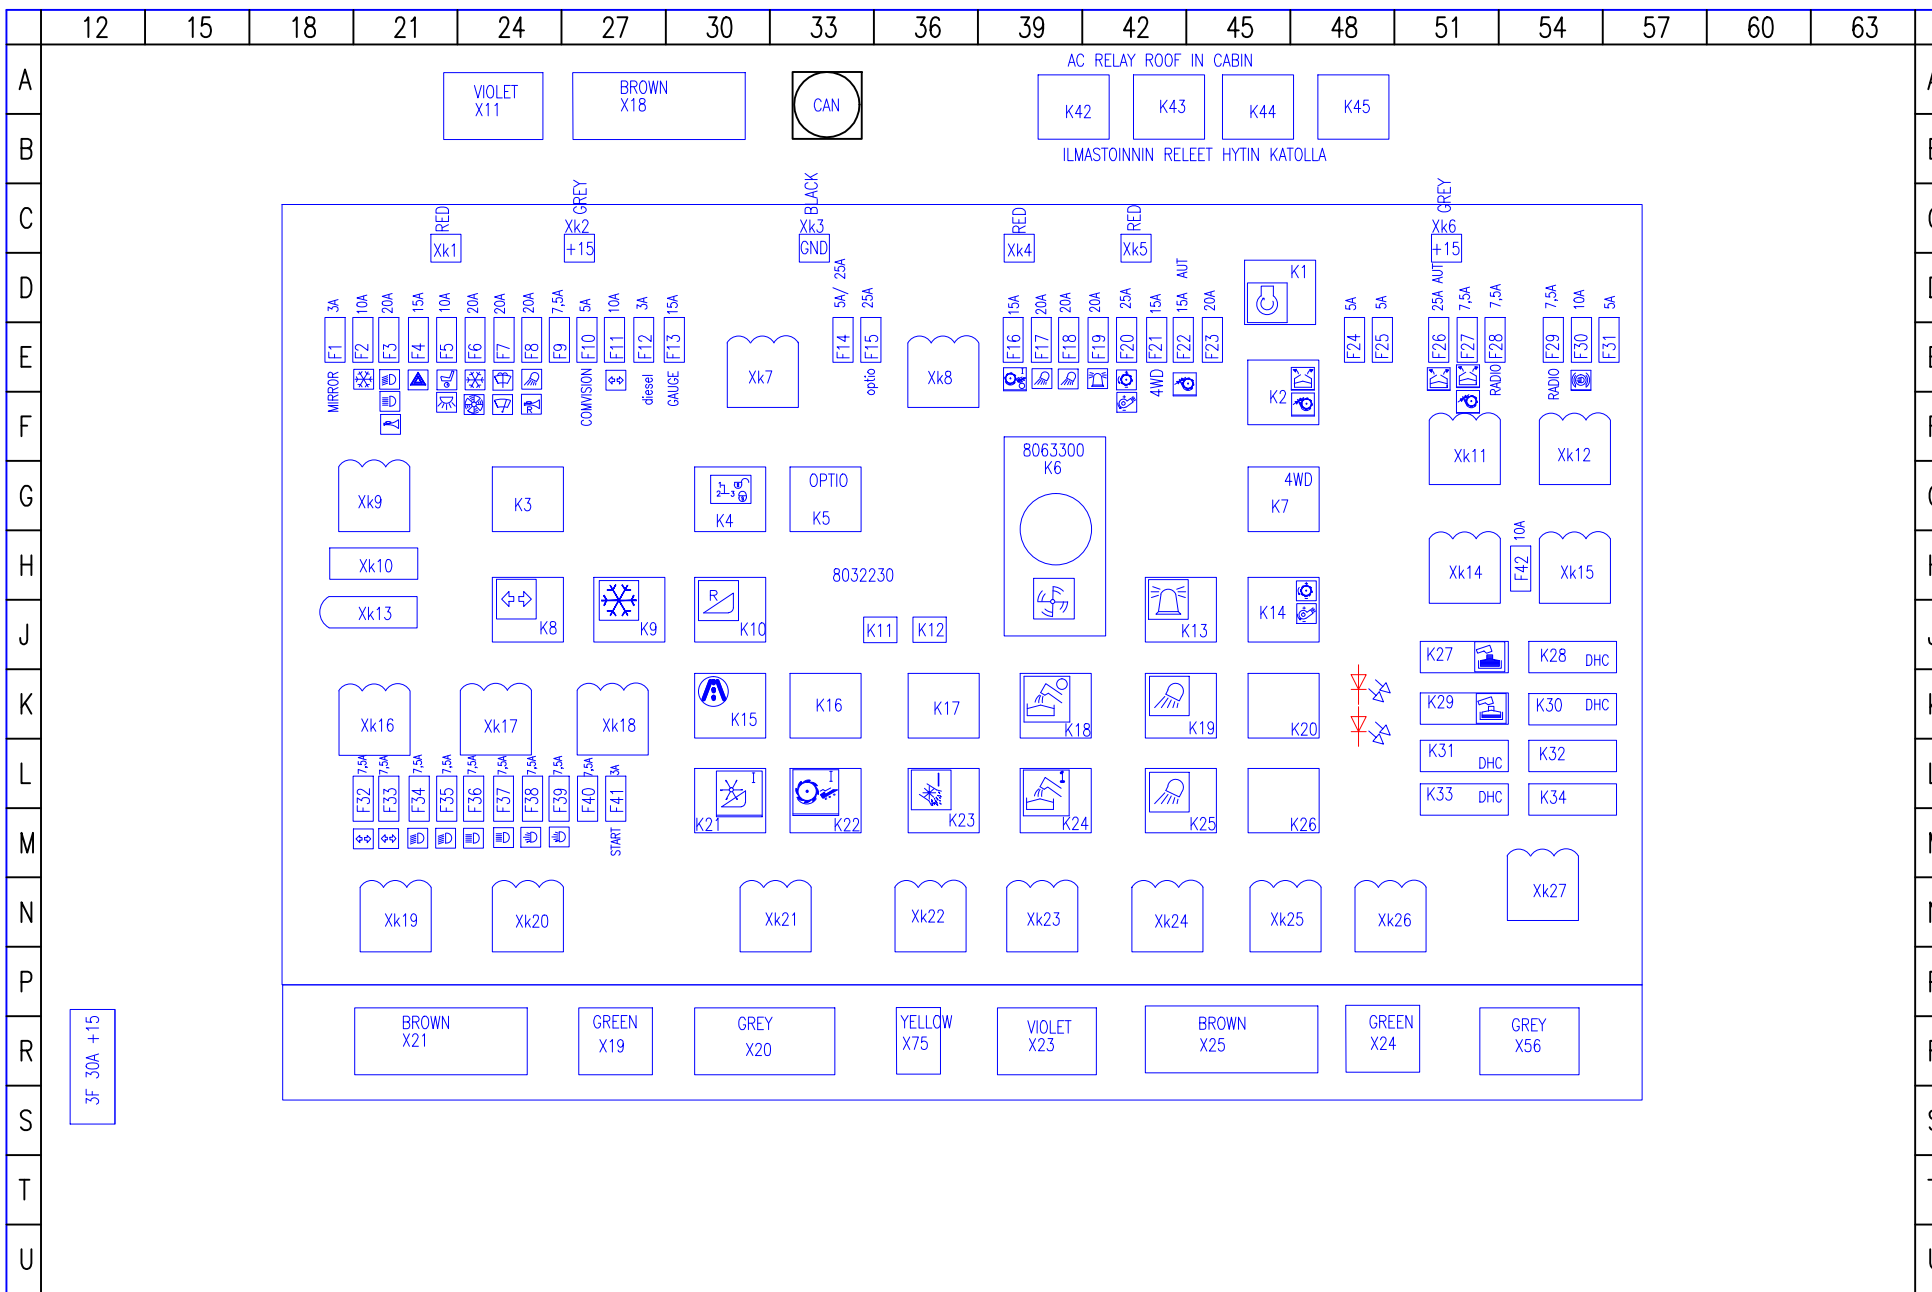 12 15 18 21 24 27 30 33 36 39 42 45 48 51 54 57 60 63
A
B
C
D
E
F
G
H
J
K
L
M
N
P
R
S
T
U
AC RELAY ROOF IN CABIN
VIOLET
X11
BROWN
X18
CAN
K42
K43
K44
K45
ILMASTOINNIN RELEET HYTIN KATOLLA
RED
Xk1
GREY
Xk2
+15
BLACK
Xk3
GND
RED
Xk4
RED
Xk5
GREY
Xk6
+15
F1 3A MIRROR
F2 10A
F3 20A
F4 15A
F5 10A
F6 20A
F7 20A
F8 20A
F9 7,5A
F10 5A COMVISION
F11 10A
F12 3A diesel
F13 15A GAUGE
Xk7
F14 5A/ 25A
F15 25A optio
Xk8
F16 15A
F17 20A
F18 20A
F19 20A
F20 25A
F21 15A 4WD
F22 15A AUT
F23 20A
K1
K2
F24 5A
F25 5A
F26 25A AUT
F27 7,5A
F28 7,5A RADIO
F29 7,5A RADIO
F30 10A
F31 5A
Xk9
K3
K4
OPTIO
K5
8063300
K6
4WD
K7
Xk11
Xk12
Xk10
Xk13
K8
K9
R
K10
8032230
K11
K12
K13
K14
Xk14
F42 10A
Xk15
K27
K28 DHC
K29
K30 DHC
K31 DHC
K32
K33 DHC
K34
Xk16
Xk17
Xk18
K15
K16
K17
K18
K19
K20
F32 7,5A
F33 7,5A
F34 7,5A
F35 7,5A
F36 7,5A
F37 7,5A
F38 7,5A
F39 7,5A
F40 7,5A
F41 3A START
K21
K22
K23
K24
K25
K26
Xk19
Xk20
Xk21
Xk22
Xk23
Xk24
Xk25
Xk26
Xk27
3F 30A +15
BROWN
X21
GREEN
X19
GREY
X20
YELLOW
X75
VIOLET
X23
BROWN
X25
GREEN
X24
GREY
X56